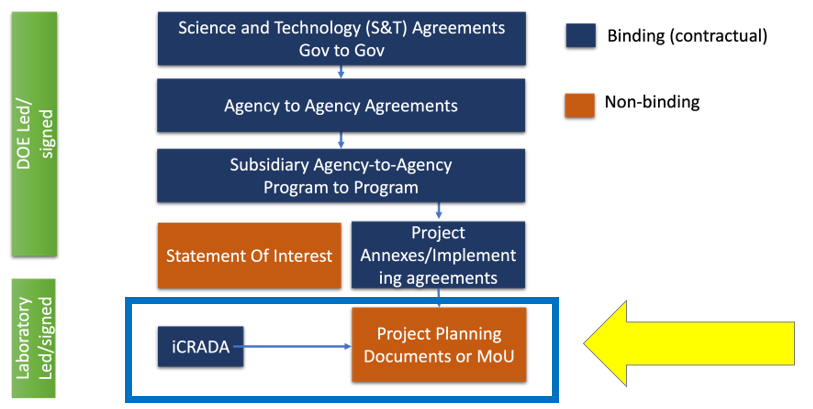 Science and Technology (S&T) Agreements
Gov to Gov
Agency to Agency Agreements
Subsidiary Agency-to-Agency
Program to Program
Statement Of Interest
Project
Annexes/Implement
ing agreements
iCRADA
Project Planning
Documents or MoU
DOE Led/
signed
Laboratory
Led/signed
Binding (contractual)
Non-binding